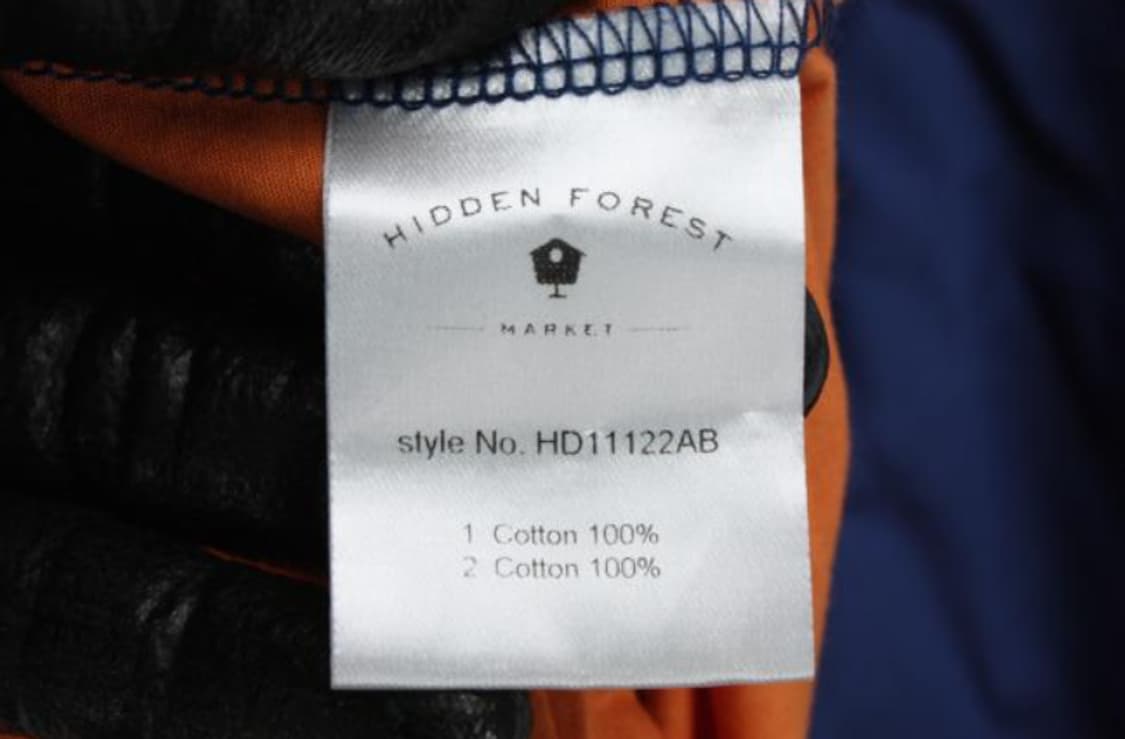 HIDDEN FOREST
MARKET
style No. HD11122AB
1 Cotton 100%
2 Cotton 100%